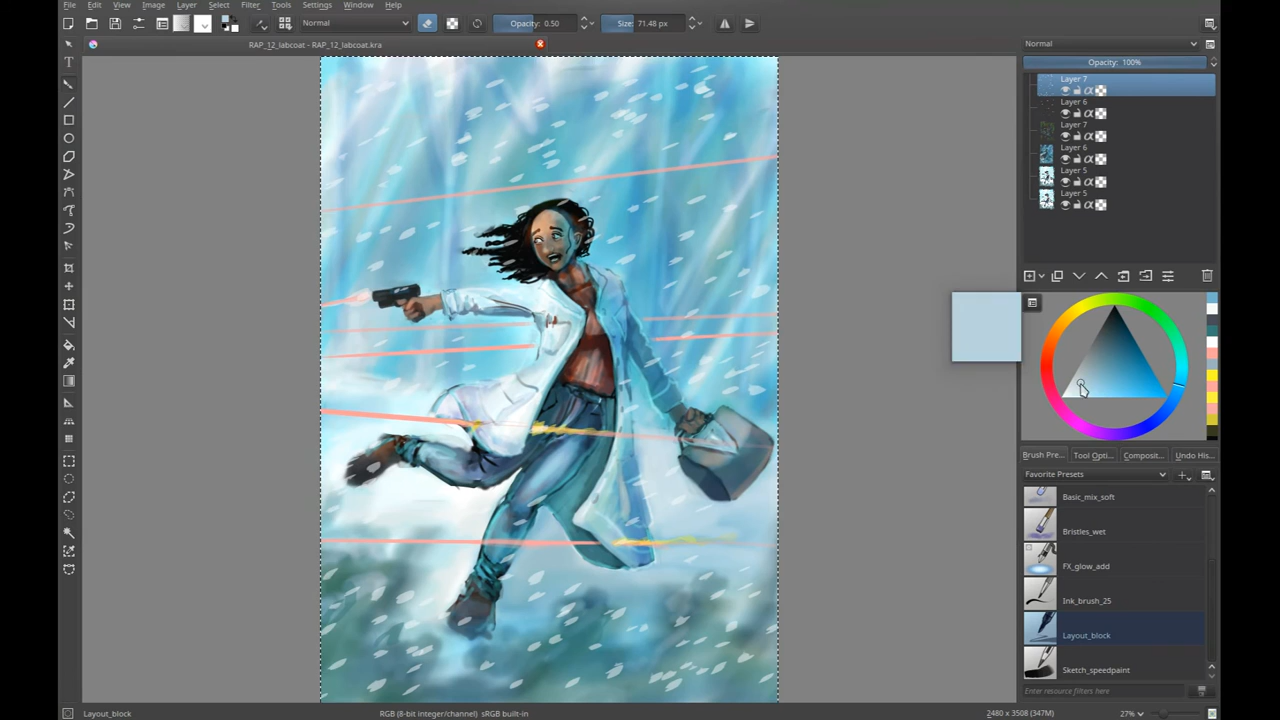 File Edit View Image Layer Select Filter Tools Settings Window Help
Normal Opacity: 0.50 Size: 71.48 px
RAP_12_labcoat - RAP_12_labcoat.kra
T
Normal
Opacity: 100%
Layer 7
Layer 6
Layer 7
Layer 6
Layer 5
Layer 5
Brush Pre... Tool Opti... Composit... Undo His...
Favorite Presets
Basic_mix_soft
Bristles_wet
FX_glow_add
Ink_brush_25
Layout_block
Sketch_speedpaint
Enter resource filters here
Layout_block RGB (8-bit integer/channel) sRGB built-in 2480 x 3508 (347M) 27%